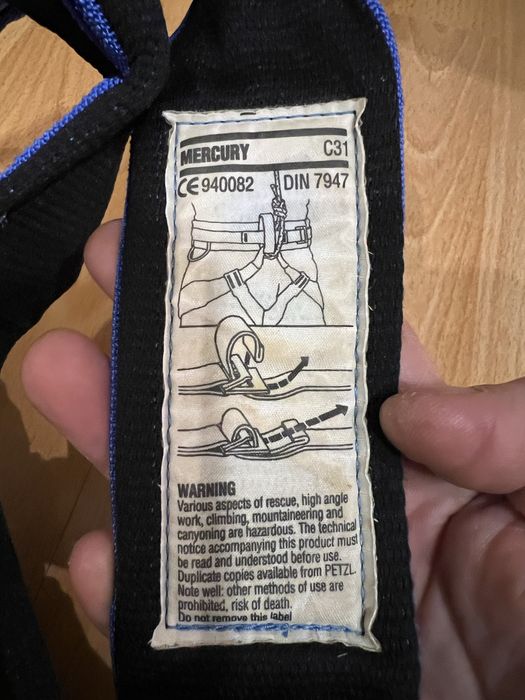 MERCURY C31
CE 940082 DIN 7947
WARNING
Various aspects of rescue, high angle
work, climbing, mountaineering and
canyoning are hazardous. The technical
notice accompanying this product must
be read and understood before use.
Duplicate copies available from PETZL.
Note well: other methods of use are
prohibited, risk of death.
Do not remove this label